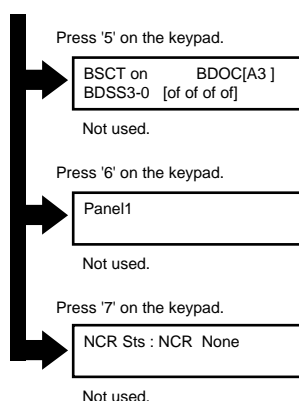 Press '5' on the keypad.
BSCT on BDOC[A3 ]
BDSS3-0 [of of of of]
Not used.
Press '6' on the keypad.
Panel1
Not used.
Press '7' on the keypad.
NCR Sts : NCR None
Not used.